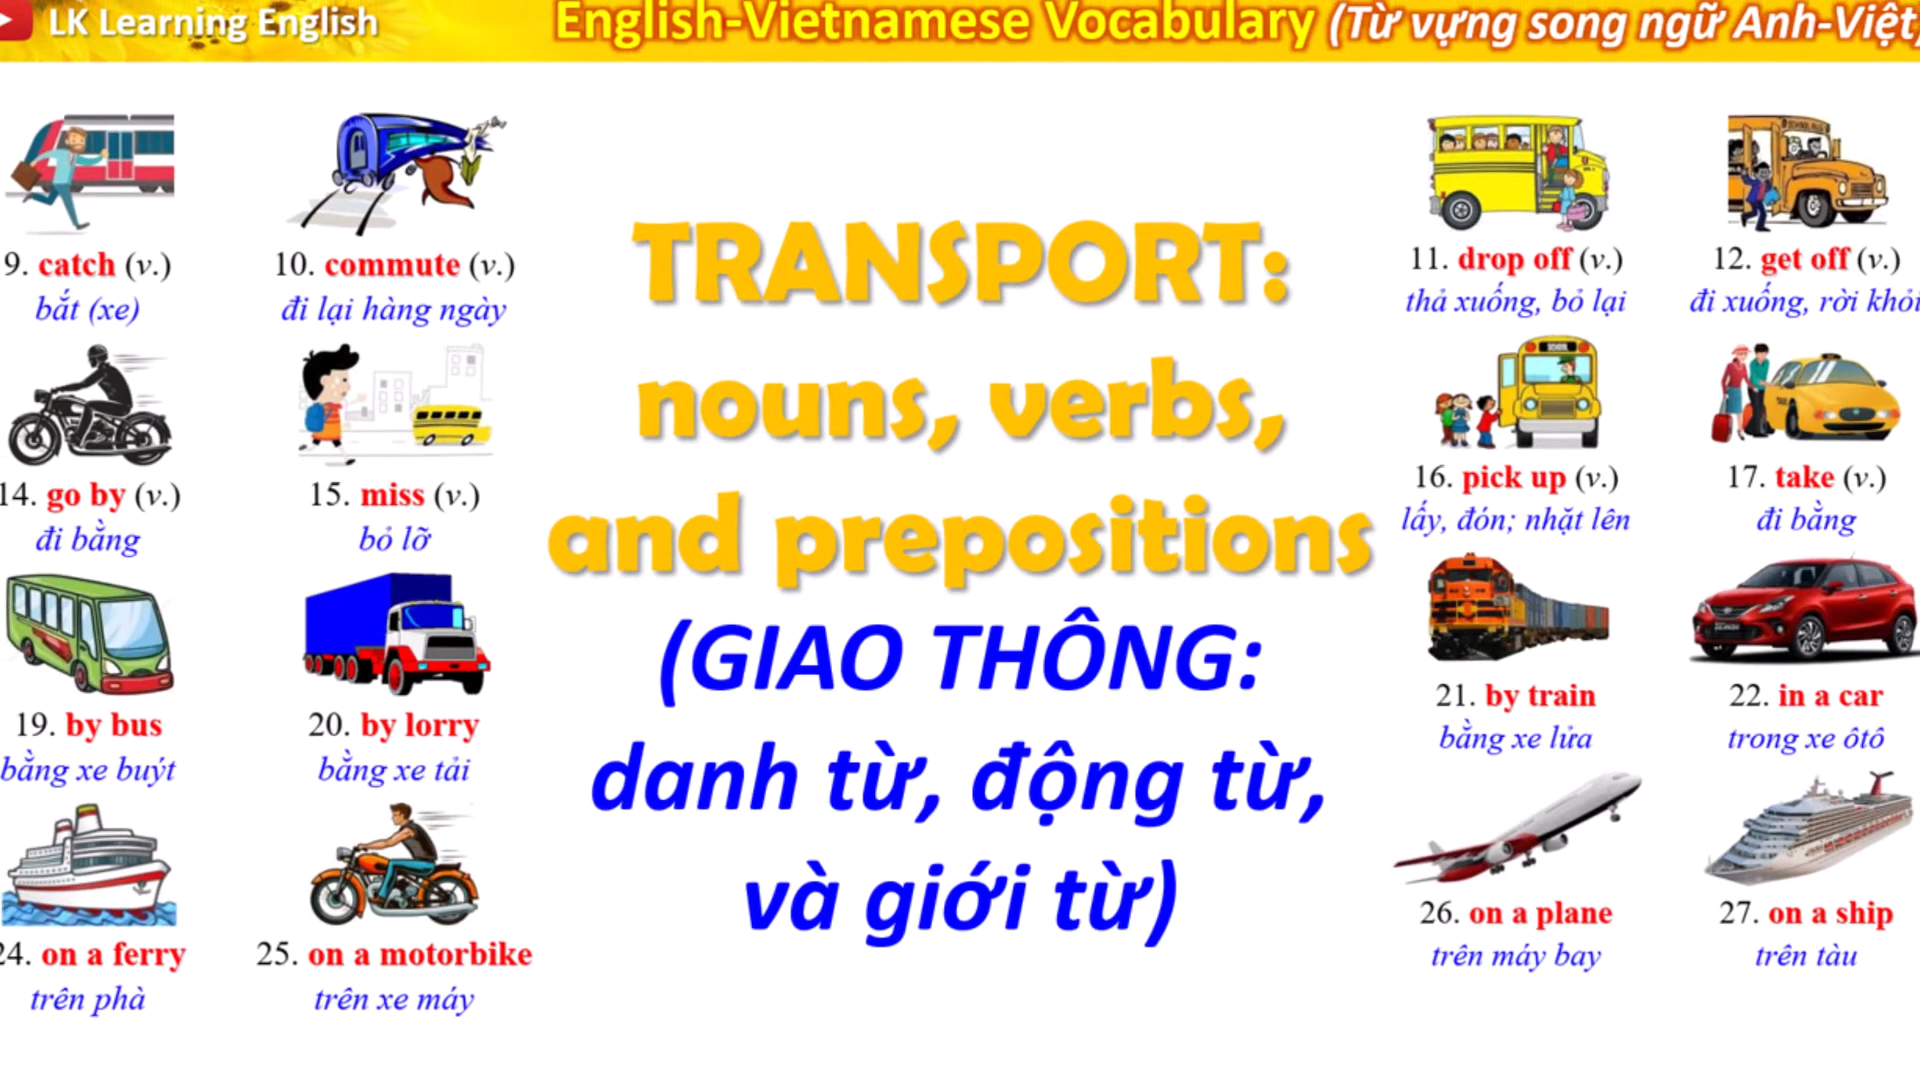 LK Learning English
English-Vietnamese Vocabulary (Từ vựng song ngữ Anh-Việt)
9. catch (v.)
bắt (xe)
10. commute (v.)
đi lại hàng ngày
11. drop off (v.)
thả xuống, bỏ lại
12. get off (v.)
đi xuống, rời khỏi
14. go by (v.)
đi bằng
15. miss (v.)
bỏ lỡ
16. pick up (v.)
lấy, đón; nhặt lên
17. take (v.)
đi bằng
19. by bus
bằng xe buýt
20. by lorry
bằng xe tải
21. by train
bằng xe lửa
22. in a car
trong xe ôtô
24. on a ferry
trên phà
25. on a motorbike
trên xe máy
26. on a plane
trên máy bay
27. on a ship
trên tàu
TRANSPORT:
nouns, verbs,
and prepositions
(GIAO THÔNG:
danh từ, động từ,
và giới từ)
SCHOOL BUS
SCHOOL
TAXI